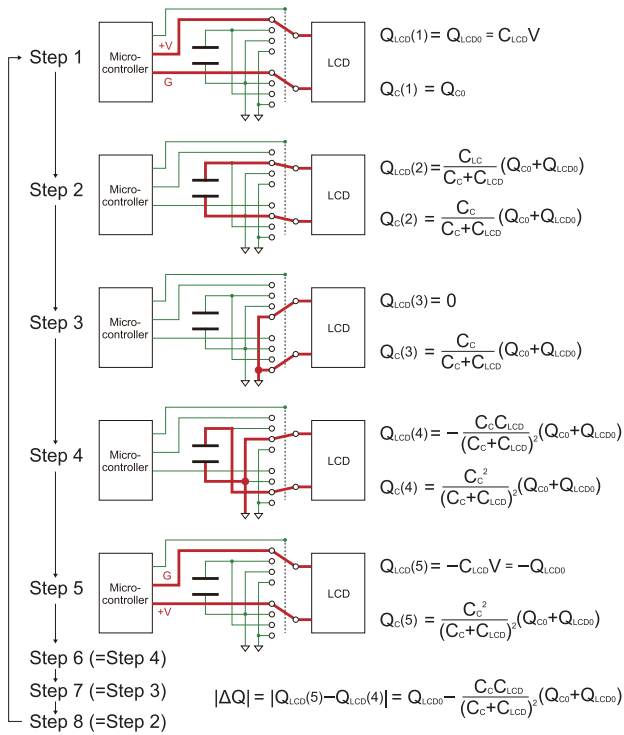 Step 1
Micro-
controller
+V
G
LCD
Q_LCD(1) = Q_LCD0 = C_LCD V
Q_C(1) = Q_C0
Step 2
Micro-
controller
LCD
Q_LCD(2) = C_LC / (C_C+C_LCD) (Q_C0+Q_LCD0)
Q_C(2) = C_C / (C_C+C_LCD) (Q_C0+Q_LCD0)
Step 3
Micro-
controller
LCD
Q_LCD(3) = 0
Q_C(3) = C_C / (C_C+C_LCD) (Q_C0+Q_LCD0)
Step 4
Micro-
controller
LCD
Q_LCD(4) = - C_C C_LCD / (C_C+C_LCD)² (Q_C0+Q_LCD0)
Q_C(4) = C_C² / (C_C+C_LCD)² (Q_C0+Q_LCD0)
Step 5
Micro-
controller
G
+V
LCD
Q_LCD(5) = -C_LCD V = -Q_LCD0
Q_C(5) = C_C² / (C_C+C_LCD)² (Q_C0+Q_LCD0)
Step 6 (=Step 4)
Step 7 (=Step 3)
Step 8 (=Step 2)
|ΔQ| = |Q_LCD(5)-Q_LCD(4)| = Q_LCD0 - C_C C_LCD / (C_C+C_LCD)² (Q_C0+Q_LCD0)